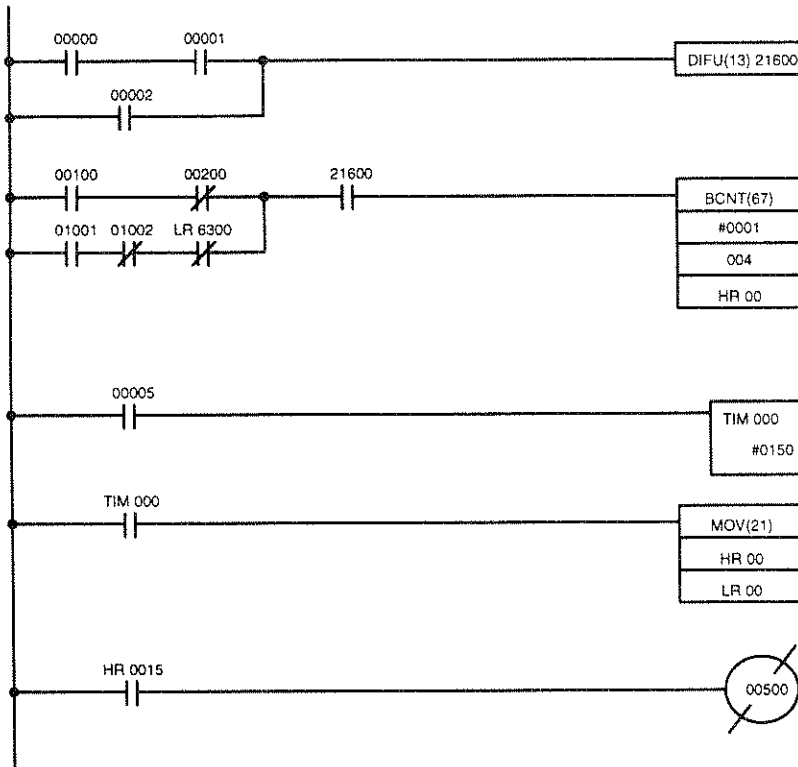 00000 00001
DIFU(13) 21600
00002
00100 00200 21600
BCNT(67)
#0001
01001 01002 LR 6300
004
HR 00
00005
TIM 000
#0150
TIM 000
MOV(21)
HR 00
LR 00
HR 0015
00500